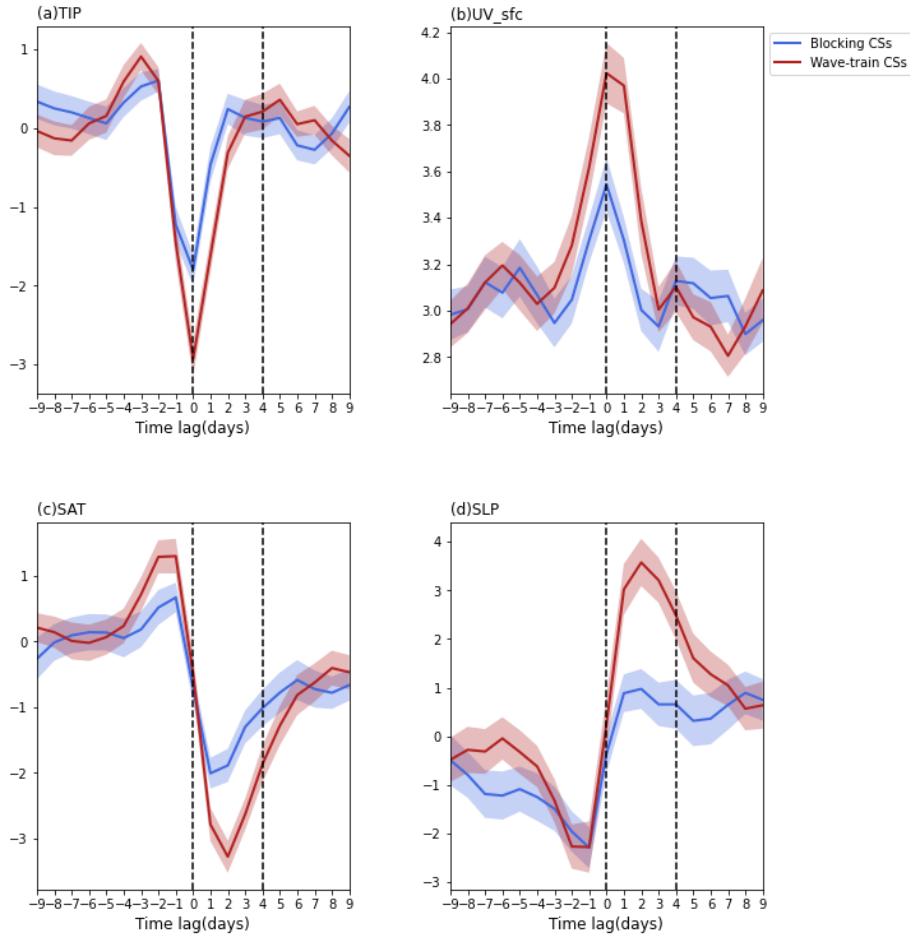 (a)TIP
1
0
−1
−2
−3
−9−8−7−6−5−4−3−2−1 0 1 2 3 4 5 6 7 8 9
Time lag(days)
(b)UV_sfc
4.2
4.0
3.8
3.6
3.4
3.2
3.0
2.8
−9−8−7−6−5−4−3−2−1 0 1 2 3 4 5 6 7 8 9
Time lag(days)
Blocking CSs
Wave-train CSs
(c)SAT
1
0
−1
−2
−3
−9−8−7−6−5−4−3−2−1 0 1 2 3 4 5 6 7 8 9
Time lag(days)
(d)SLP
4
3
2
1
0
−1
−2
−3
−9−8−7−6−5−4−3−2−1 0 1 2 3 4 5 6 7 8 9
Time lag(days)